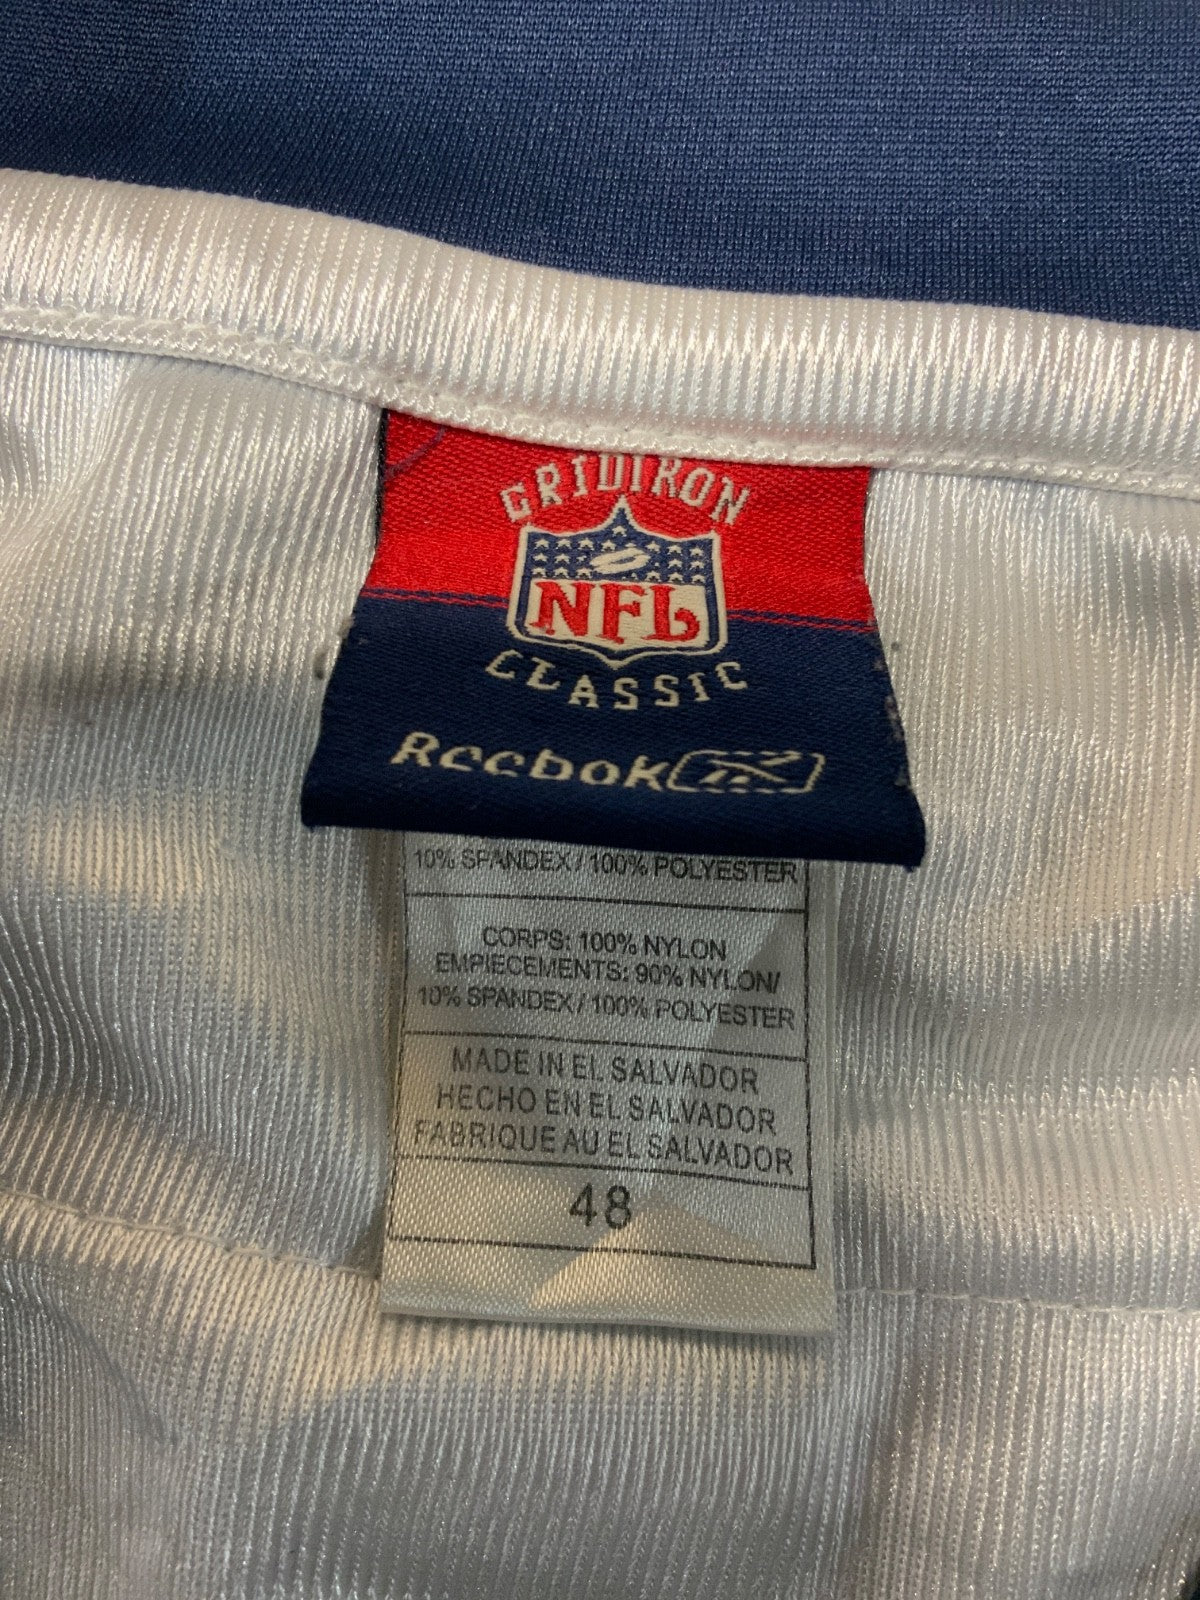 GRIDIRON
NFL
CLASSIC
Reebok
10% SPANDEX / 100% POLYESTER
CORPS: 100% NYLON
EMPIECEMENTS: 90% NYLON/
10% SPANDEX / 100% POLYESTER
MADE IN EL SALVADOR
HECHO EN EL SALVADOR
FABRIQUE AU EL SALVADOR
48